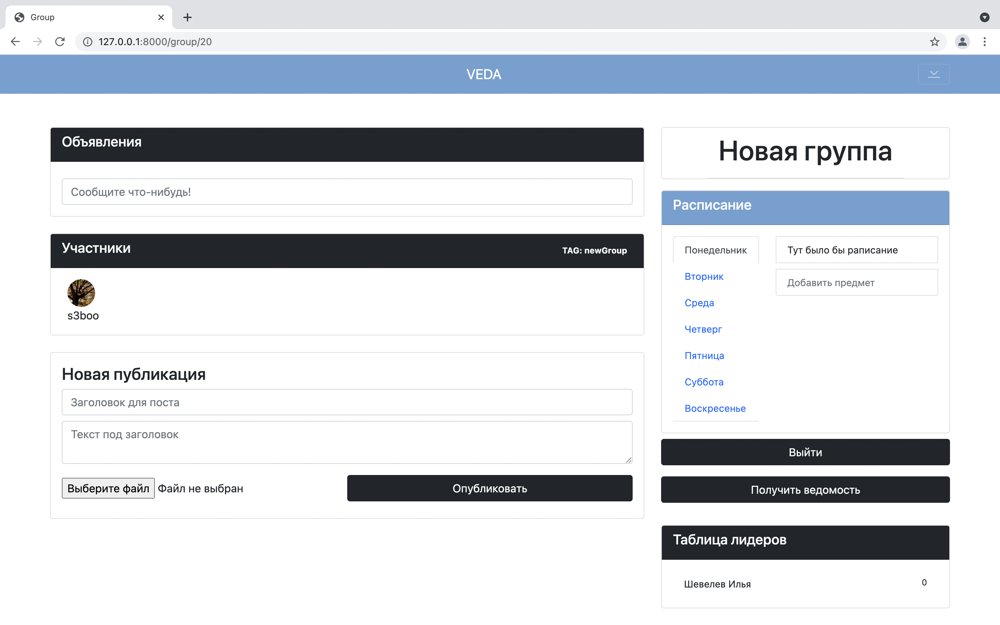 Group
127.0.0.1:8000/group/20
VEDA
Объявления
Сообщите что-нибудь!
Участники
TAG: newGroup
s3boo
Новая публикация
Заголовок для поста
Текст под заголовок
Выберите файл Файл не выбран
Опубликовать
Новая группа
Расписание
Понедельник
Вторник
Среда
Четверг
Пятница
Суббота
Воскресенье
Тут было бы раписание
Добавить предмет
Выйти
Получить ведомость
Таблица лидеров
Шевелев Илья 0